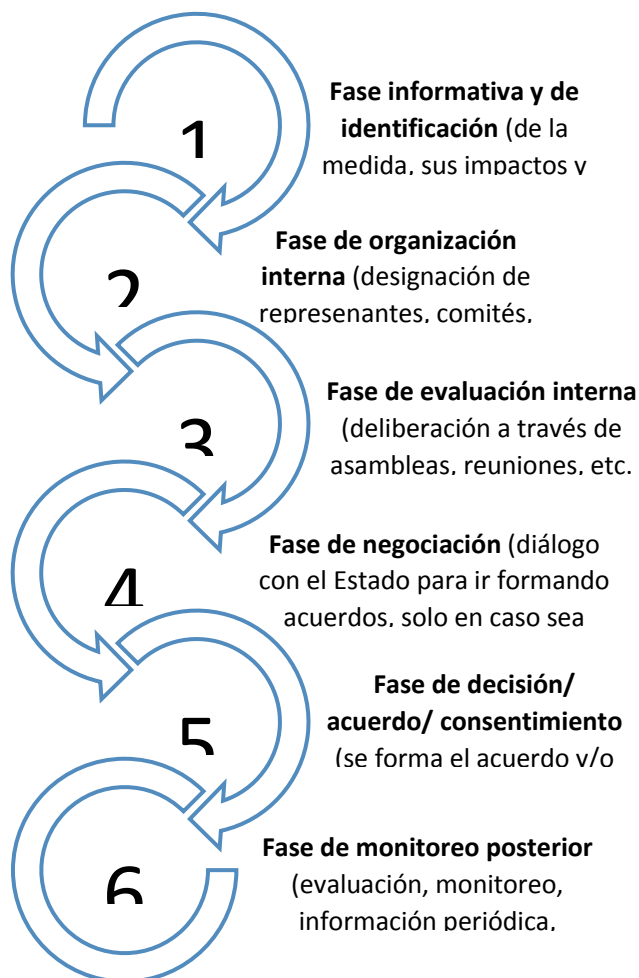 1
Fase informativa y de
identificación (de la
medida, sus impactos y
2
Fase de organización
interna (designación de
represenantes, comités,
3
Fase de evaluación interna
(deliberación a través de
asambleas, reuniones, etc.
4
Fase de negociación (diálogo
con el Estado para ir formando
acuerdos, solo en caso sea
5
Fase de decisión/
acuerdo/ consentimiento
(se forma el acuerdo y/o
6
Fase de monitoreo posterior
(evaluación, monitoreo,
información periódica,